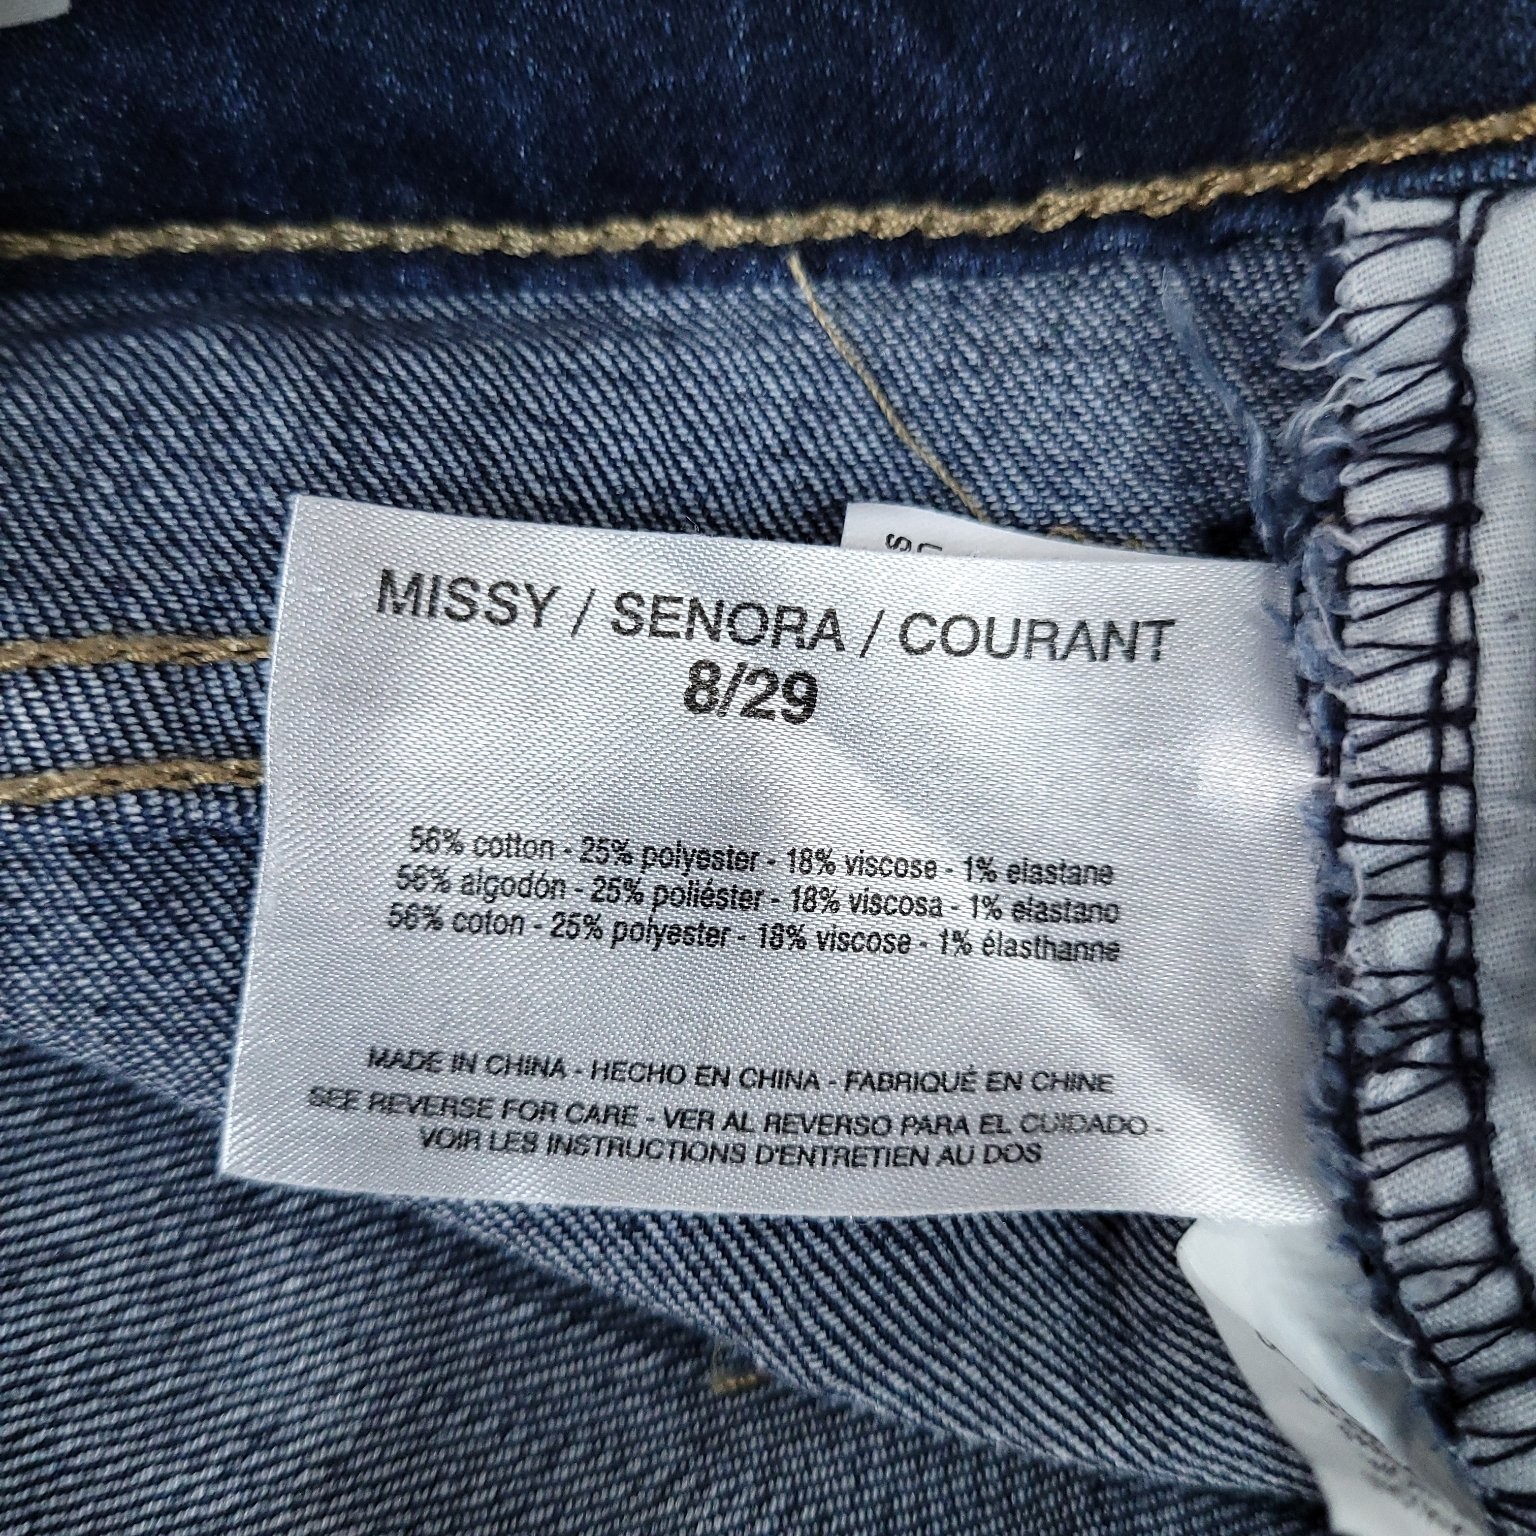 MISSY / SENORA / COURANT
8/29
56% cotton - 25% polyester - 18% viscose - 1% elastane
56% algodón - 25% poliéster - 18% viscosa - 1% elastano
56% coton - 25% polyester - 18% viscose - 1% élasthanne
MADE IN CHINA - HECHO EN CHINA - FABRIQUÉ EN CHINE
SEE REVERSE FOR CARE - VER AL REVERSO PARA EL CUIDADO -
VOIR LES INSTRUCTIONS D'ENTRETIEN AU DOS